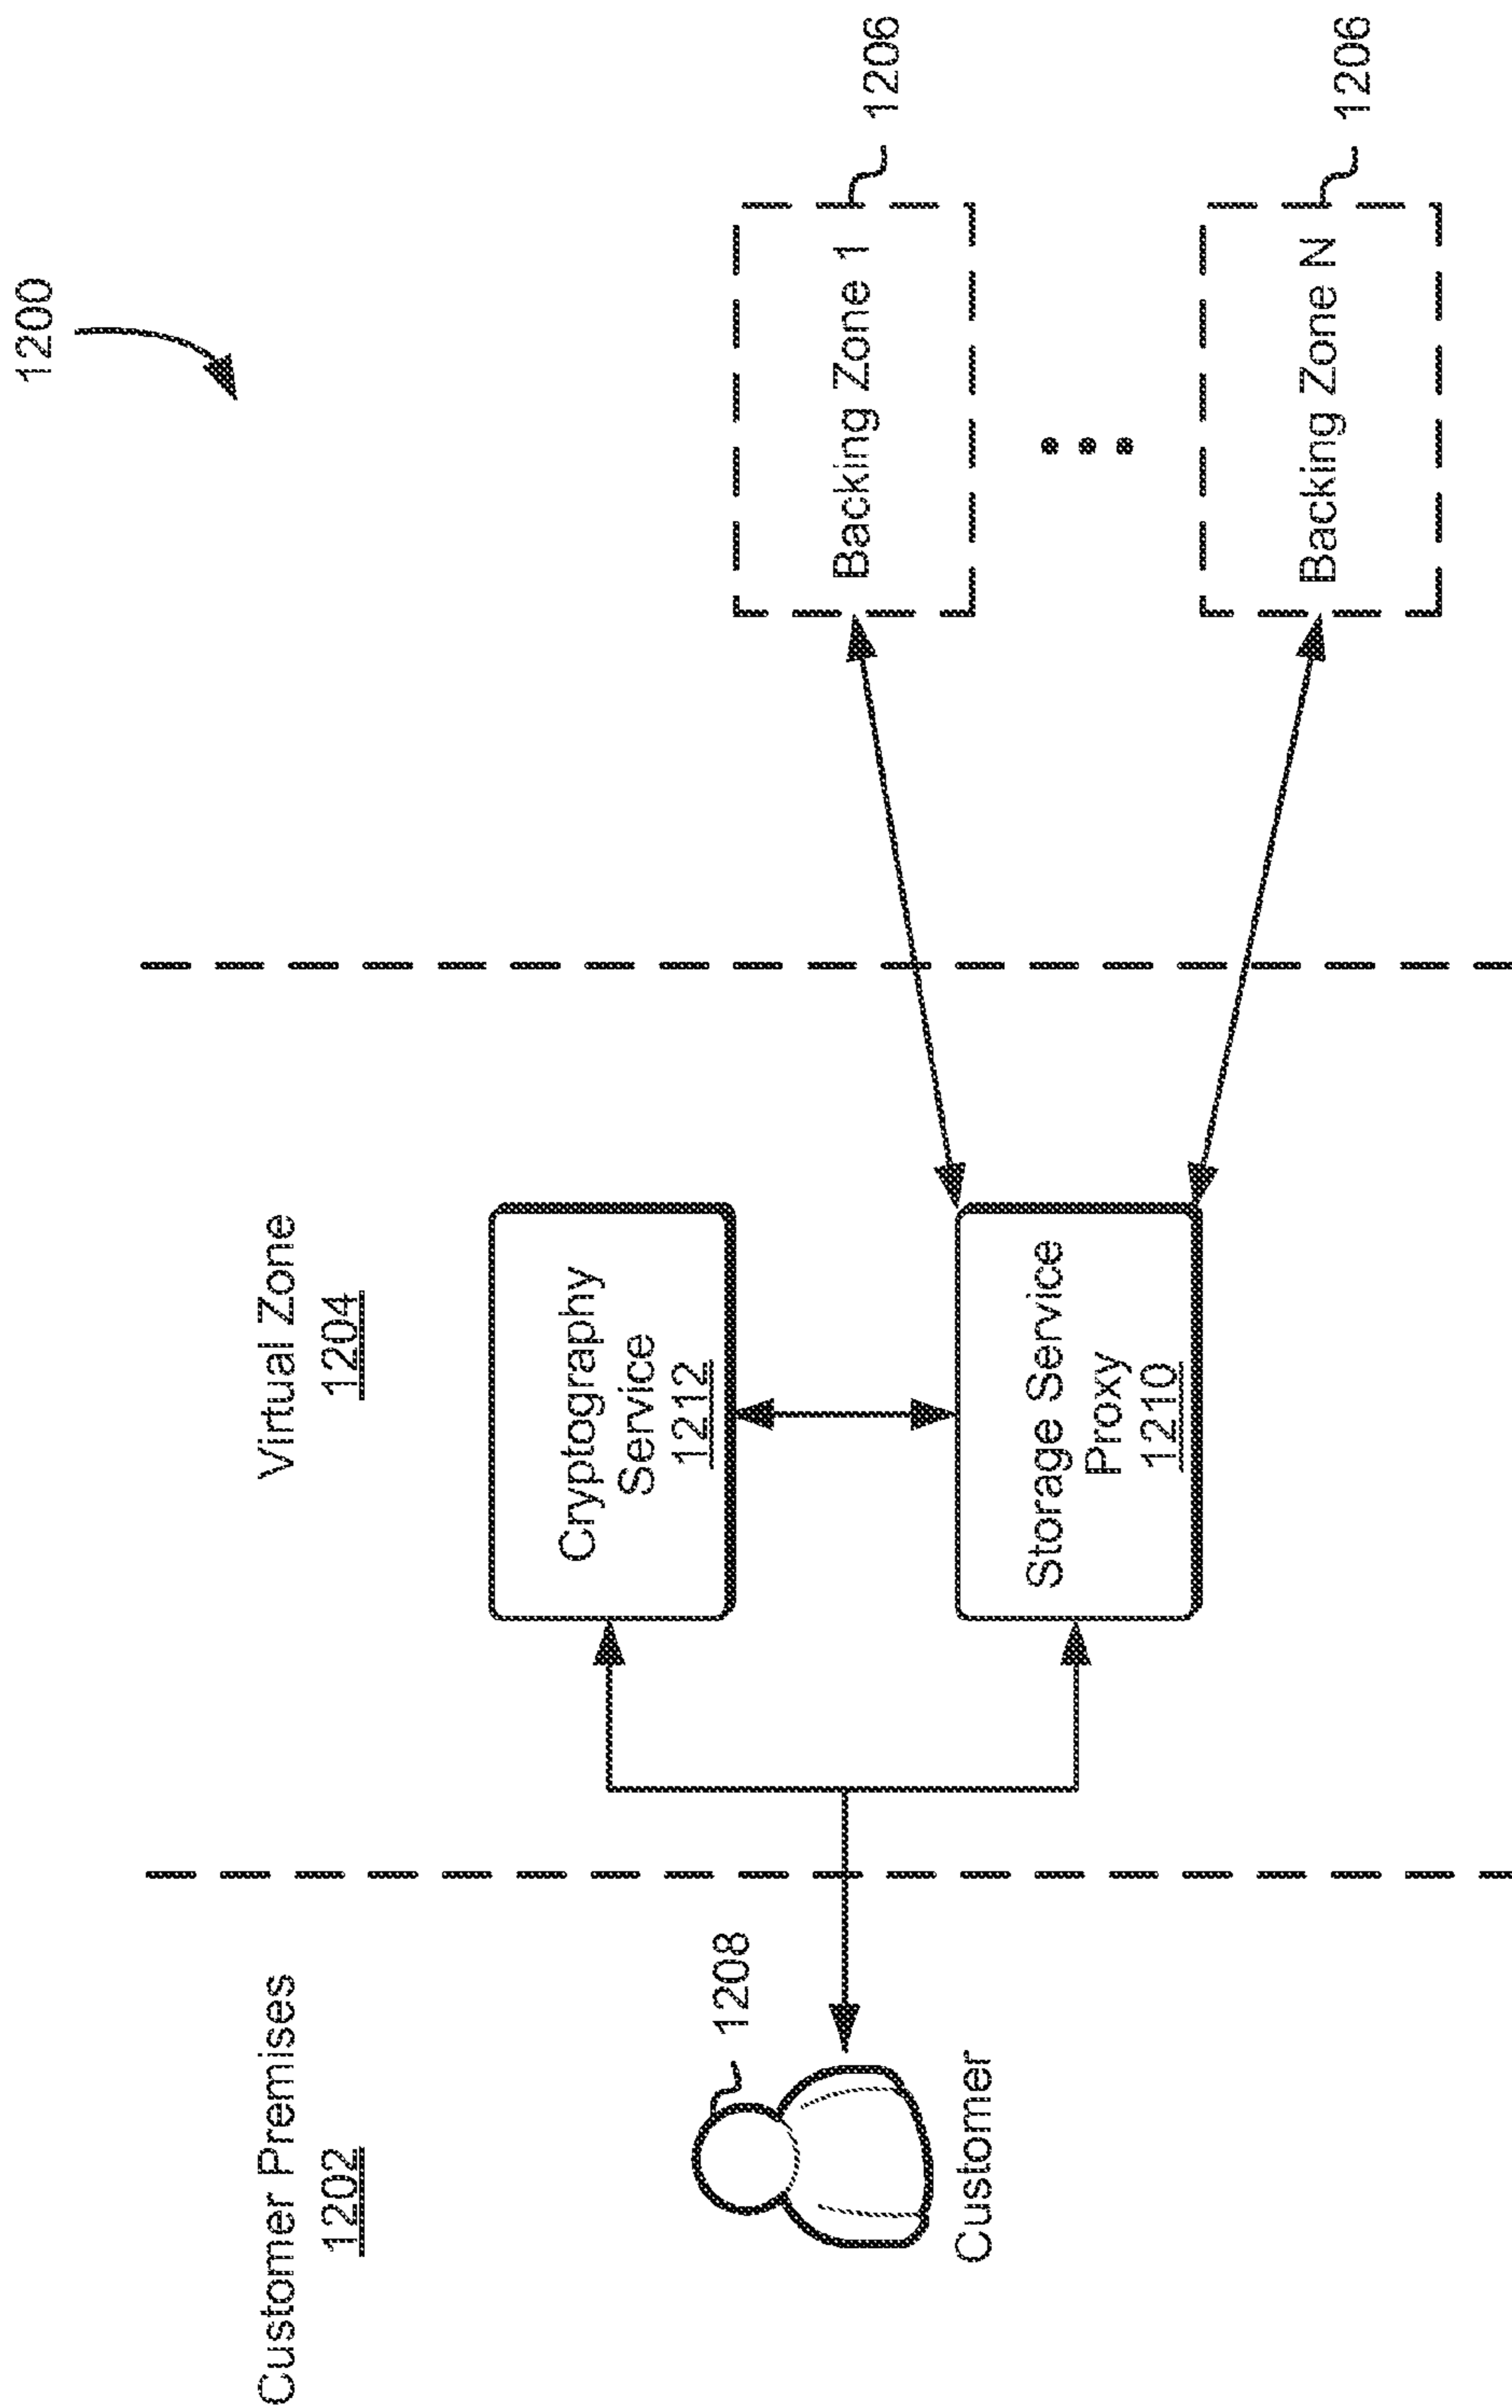 1200
Customer Premises
1202
Virtual Zone
1204
1208
Customer
Cryptography
Service
1212
Storage Service
Proxy
1210
Backing Zone 1
1206
Backing Zone N
1206